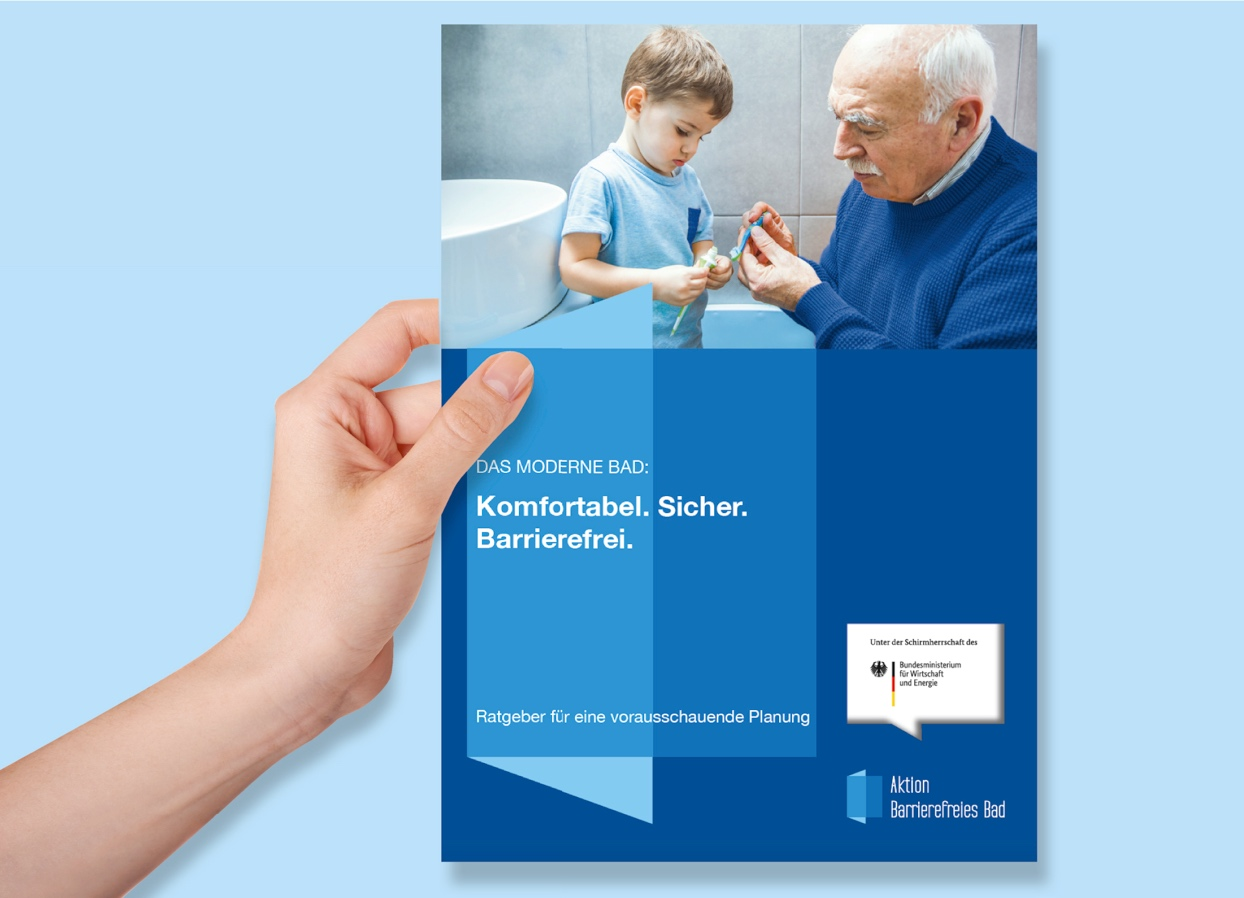 DAS MODERNE BAD:
Komfortabel. Sicher.
Barrierefrei.
Ratgeber für eine vorausschauende Planung
Unter der Schirmherrschaft des
Bundesministerium
für Wirtschaft
und Energie
Aktion
Barrierefreies Bad